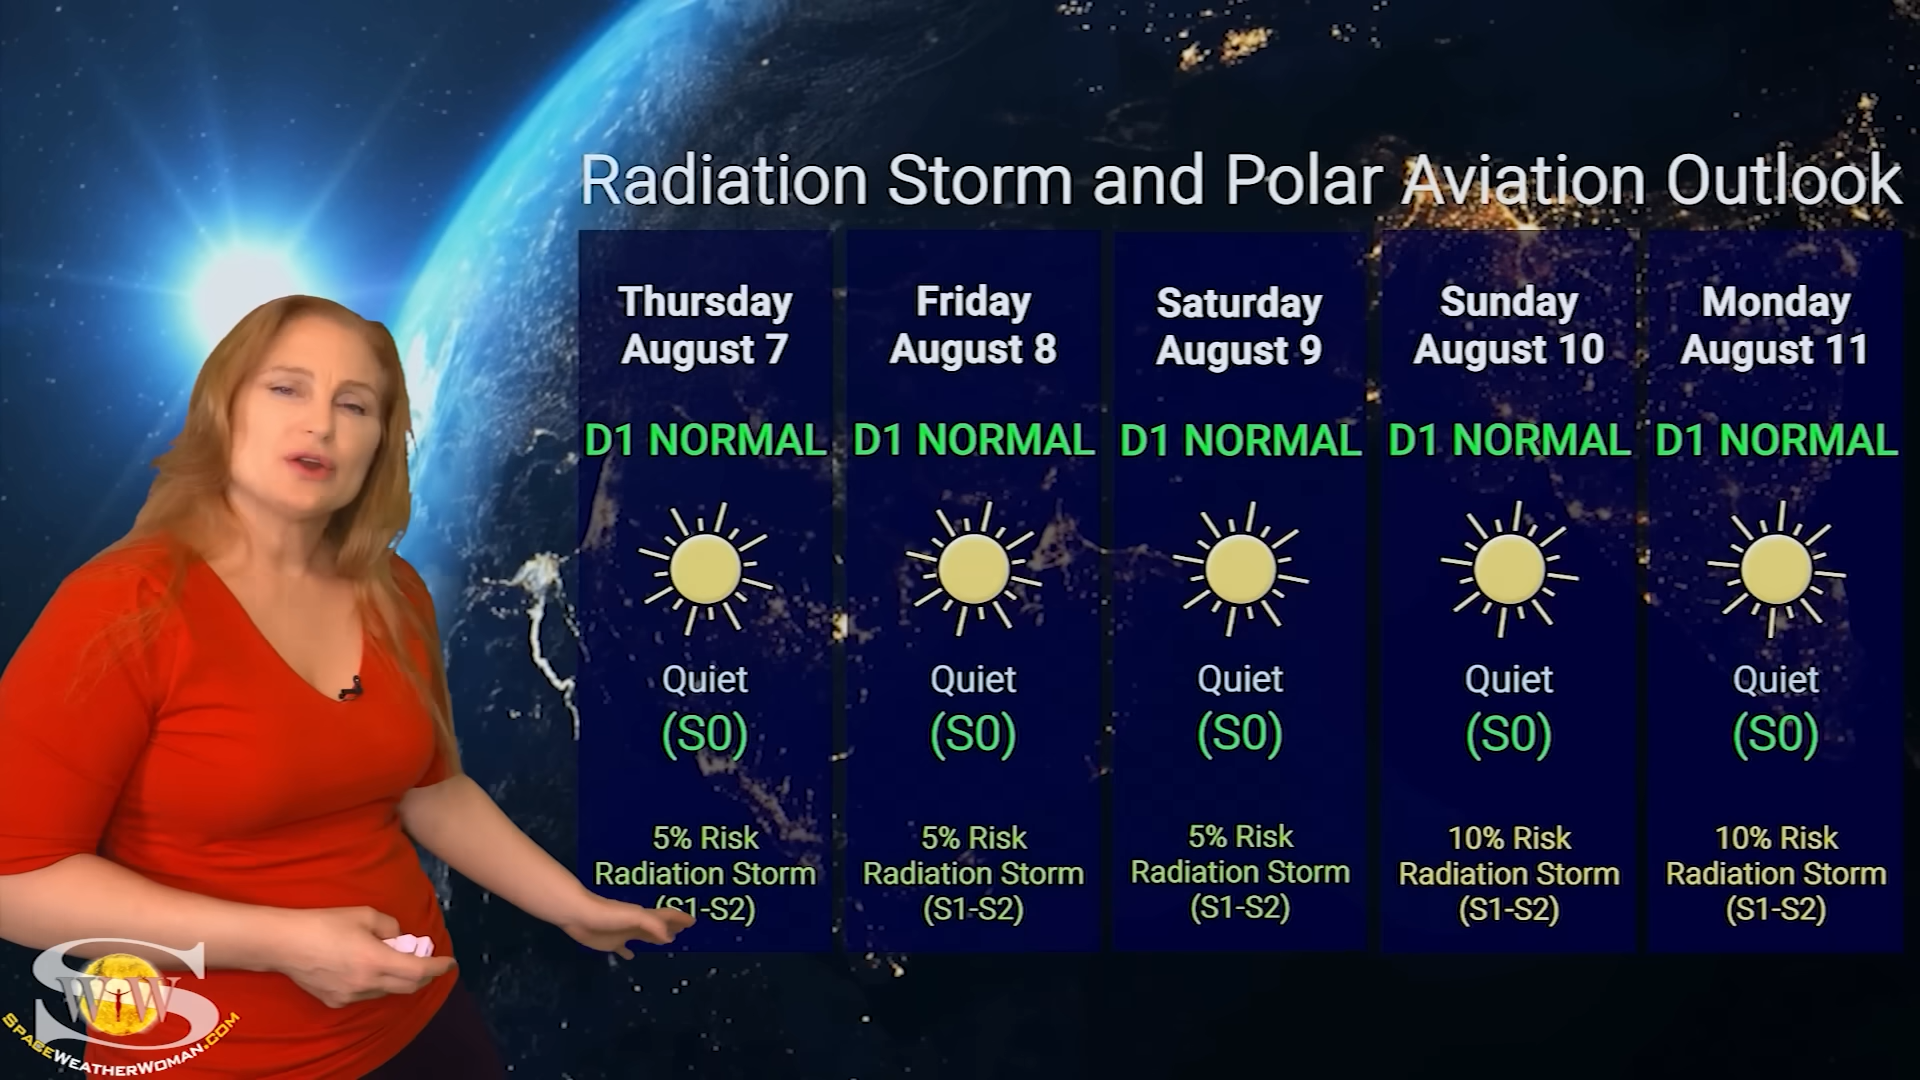 Radiation Storm and Polar Aviation Outlook
Thursday
August 7
D1 NORMAL
Quiet
(S0)
5% Risk
Radiation Storm
(S1-S2)
Friday
August 8
D1 NORMAL
Quiet
(S0)
5% Risk
Radiation Storm
(S1-S2)
Saturday
August 9
D1 NORMAL
Quiet
(S0)
5% Risk
Radiation Storm
(S1-S2)
Sunday
August 10
D1 NORMAL
Quiet
(S0)
10% Risk
Radiation Storm
(S1-S2)
Monday
August 11
D1 NORMAL
Quiet
(S0)
10% Risk
Radiation Storm
(S1-S2)
SWW
SPACEWEATHERWOMAN.COM